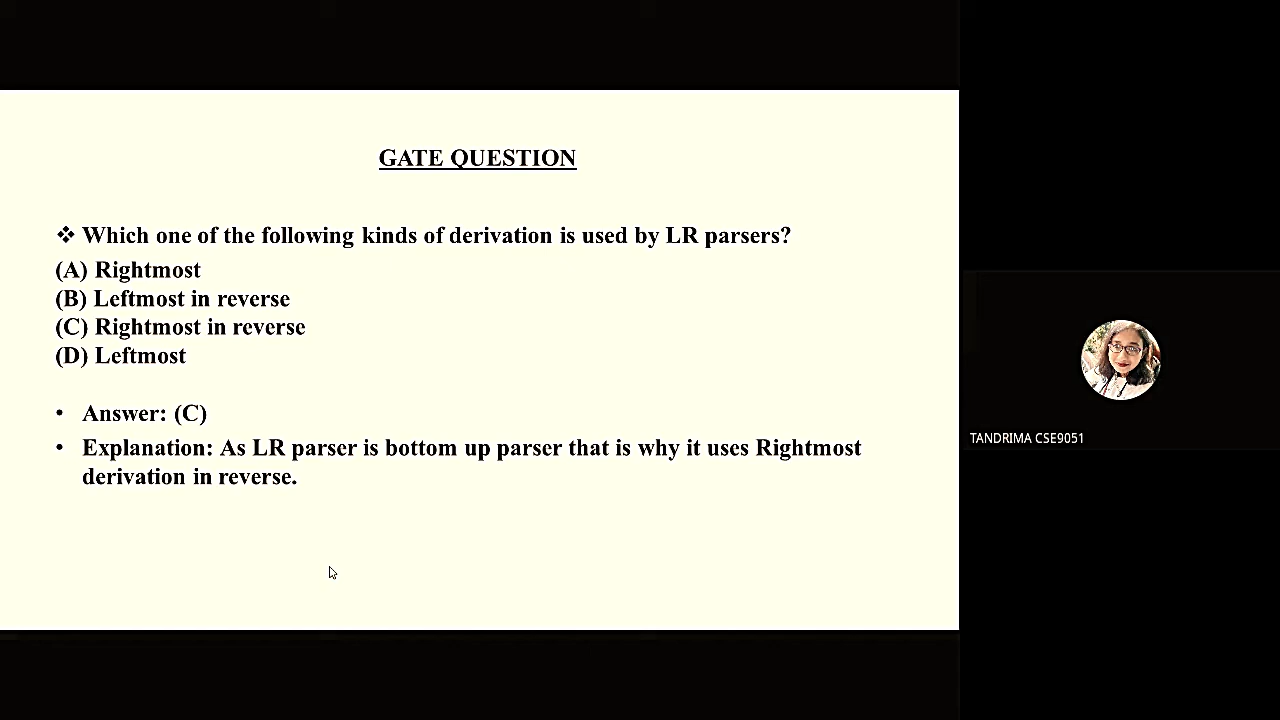 GATE QUESTION
❖ Which one of the following kinds of derivation is used by LR parsers?
(A) Rightmost
(B) Leftmost in reverse
(C) Rightmost in reverse
(D) Leftmost
• Answer: (C)
• Explanation: As LR parser is bottom up parser that is why it uses Rightmost
derivation in reverse.
TANDRIMA CSE9051